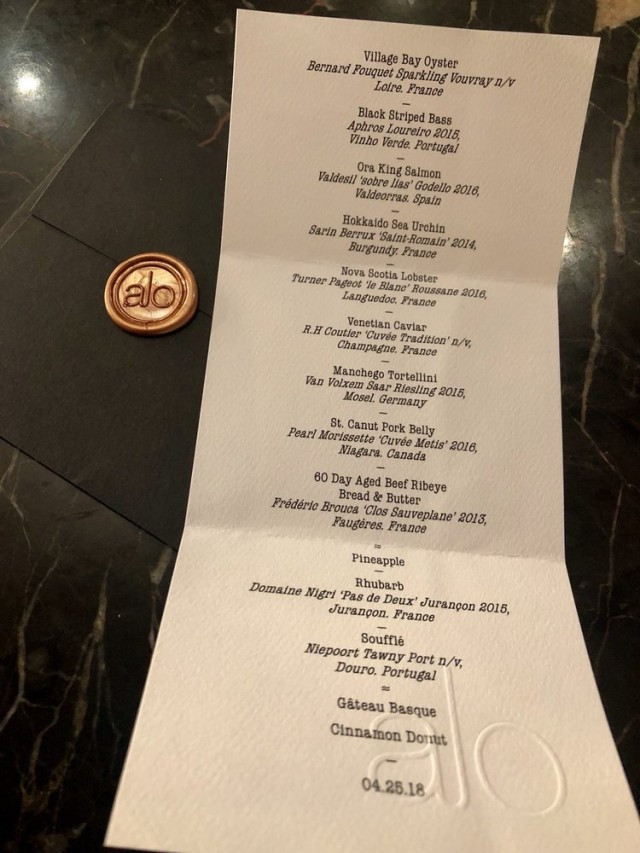 alo
Village Bay Oyster
Bernard Fouquet Sparkling Vouvray n/v
Loire. France
—
Black Striped Bass
Aphros Loureiro 2015,
Vinho Verde. Portugal
—
Ora King Salmon
Valdesil ‘sobre lias’ Godello 2016,
Valdeorras. Spain
—
Hokkaido Sea Urchin
Sarin Berrux ‘Saint-Romain’ 2014,
Burgundy. France
—
Nova Scotia Lobster
Turner Pageot ‘le Blanc’ Roussane 2016,
Languedoc. France
—
Venetian Caviar
R.H Coutier ‘Cuvée Tradition’ n/v,
Champagne. France
—
Manchego Tortellini
Van Volxem Saar Riesling 2015,
Mosel. Germany
—
St. Canut Pork Belly
Pearl Morissette ‘Cuvée Metis’ 2016,
Niagara. Canada
—
60 Day Aged Beef Ribeye
Bread & Butter
Frédéric Brouca ‘Clos Sauveplane’ 2013,
Faugéres. France
=
Pineapple
—
Rhubarb
Domaine Nigri ‘Pas de Deux’ Jurançon 2015,
Jurançon. France
—
Soufflé
Niepoort Tawny Port n/v,
Douro. Portugal
=
Gâteau Basque
Cinnamon Donut
—
04.25.18
alo